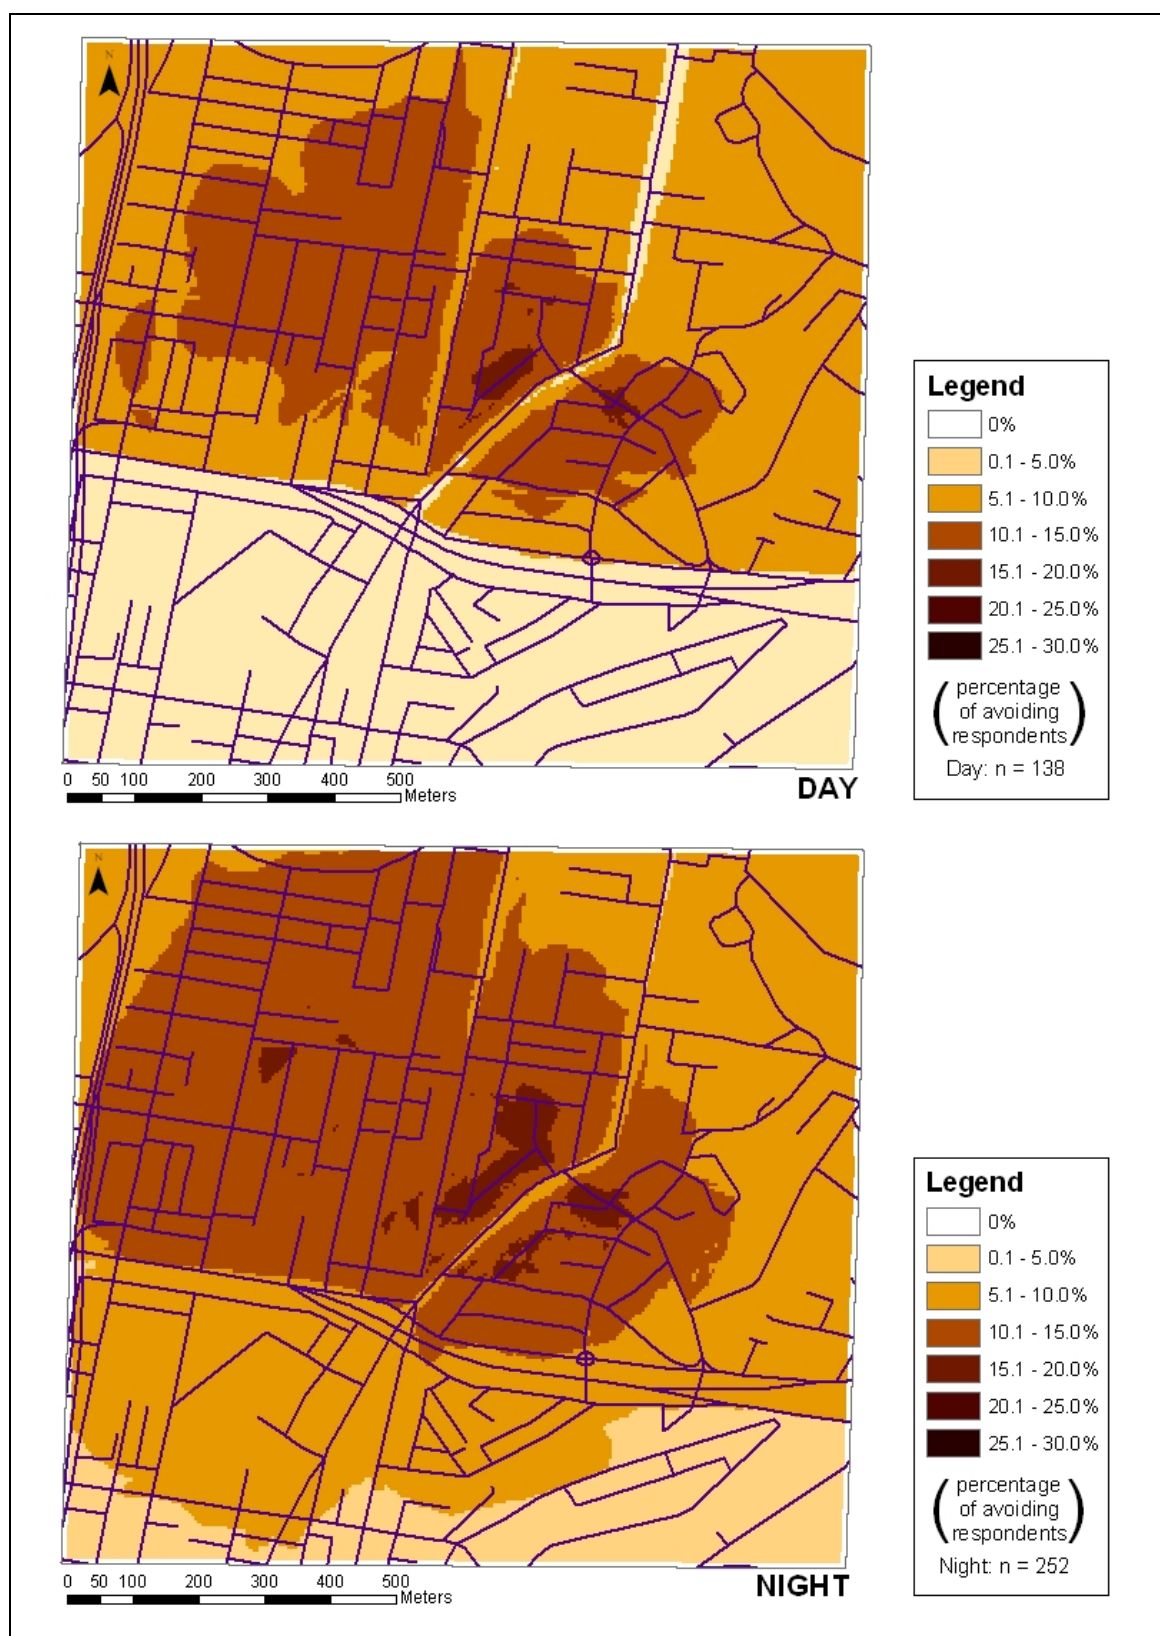 N
Legend
0%
0.1 - 5.0%
5.1 - 10.0%
10.1 - 15.0%
15.1 - 20.0%
20.1 - 25.0%
25.1 - 30.0%
( percentage
of avoiding
respondents )
Day: n = 138
0 50 100 200 300 400 500
Meters
DAY
N
Legend
0%
0.1 - 5.0%
5.1 - 10.0%
10.1 - 15.0%
15.1 - 20.0%
20.1 - 25.0%
25.1 - 30.0%
( percentage
of avoiding
respondents )
Night: n = 252
0 50 100 200 300 400 500
Meters
NIGHT